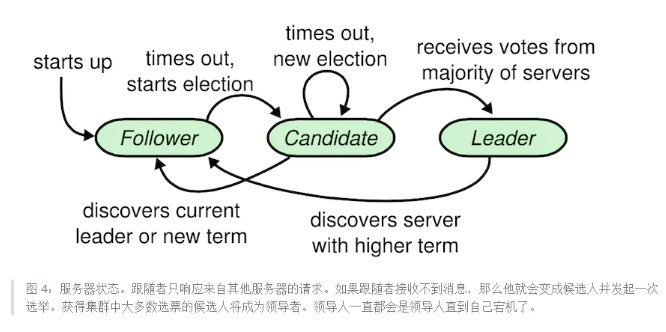 starts up
times out,
starts election
times out,
new election
receives votes from
majority of servers
Follower
Candidate
Leader
discovers current
leader or new term
discovers server
with higher term
图 4：服务器状态。跟随者只响应来自其他服务器的请求。如果跟随者接收不到消息，那么他就会变成候选人并发起一次
选举。获得集群中大多数选票的候选人将成为领导者。领导人一直都会是领导人直到自己宕机了。